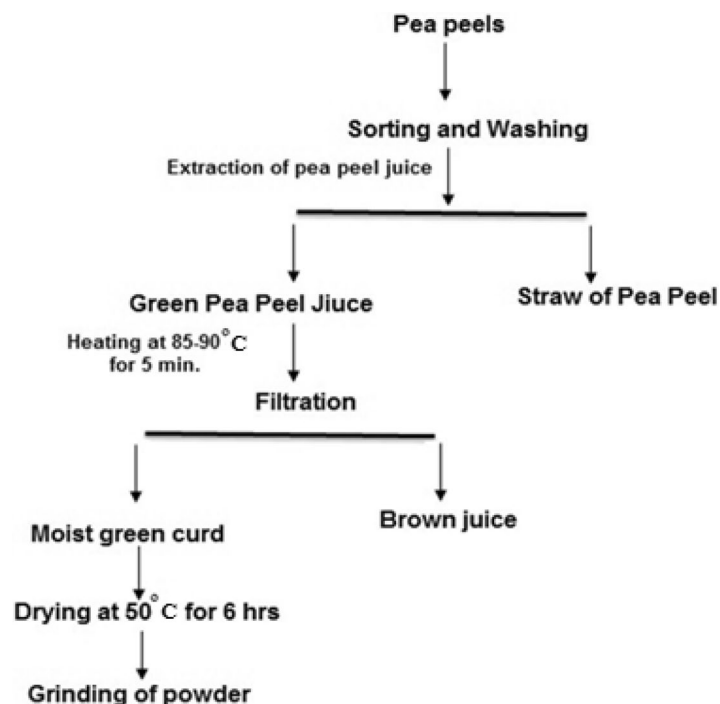 Pea peels
Sorting and Washing
Extraction of pea peel juice
Green Pea Peel Jiuce
Straw of Pea Peel
Heating at 85-90°C
for 5 min.
Filtration
Moist green curd
Brown juice
Drying at 50°C for 6 hrs
Grinding of powder